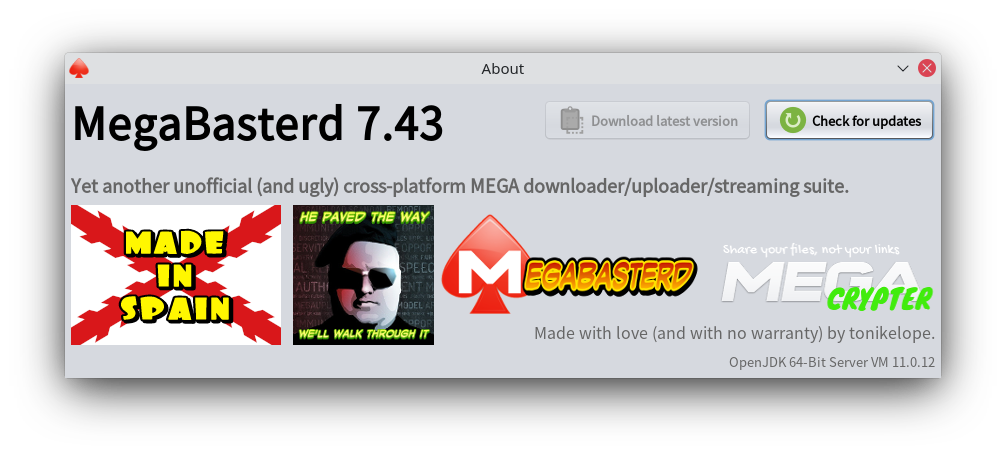 About
MegaBasterd 7.43
Download latest version
Check for updates
Yet another unofficial (and ugly) cross-platform MEGA downloader/uploader/streaming suite.
MADE
IN
SPAIN
HE PAVED THE WAY
WE'LL WALK THROUGH IT
MEGABASTERD
Share your files, not your links
MEGA
CRYPTER
Made with love (and with no warranty) by tonikelope.
OpenJDK 64-Bit Server VM 11.0.12